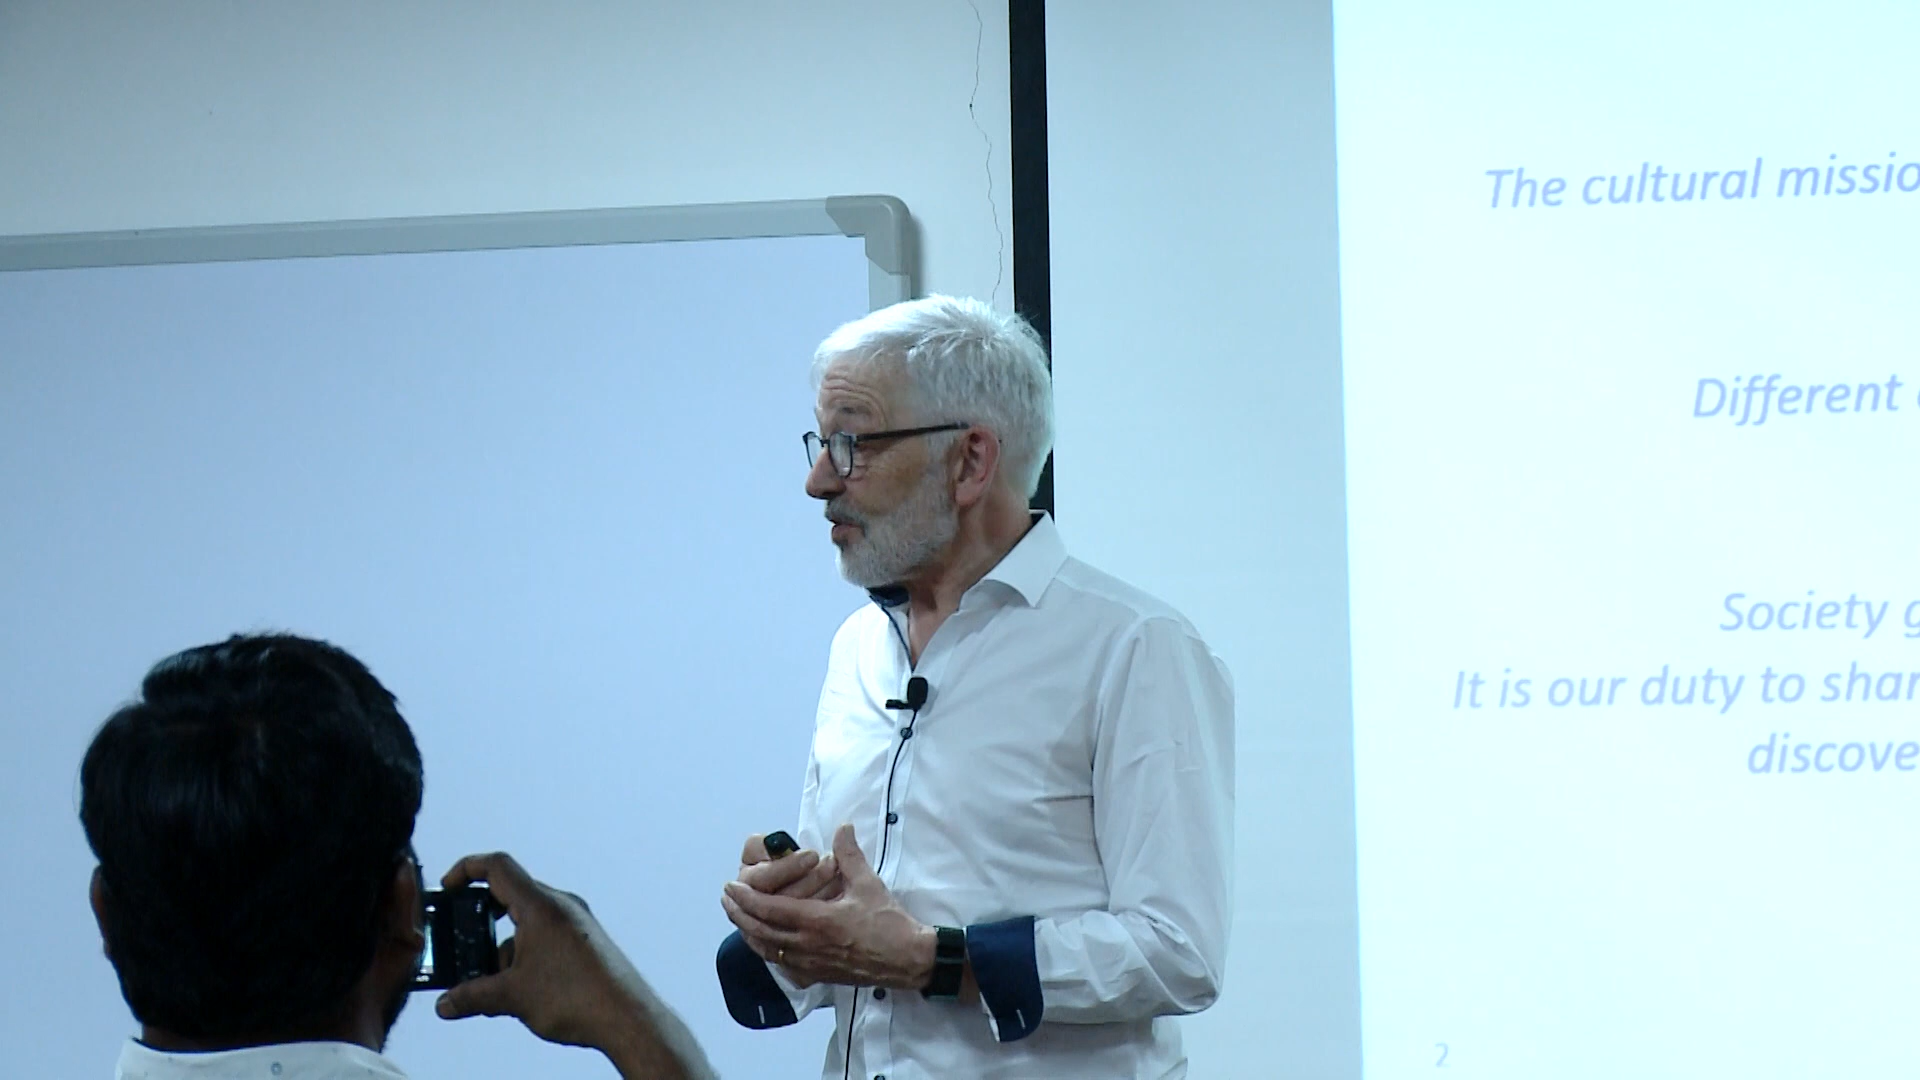 The cultural missio
Different
Society g
It is our duty to shar
discove
2